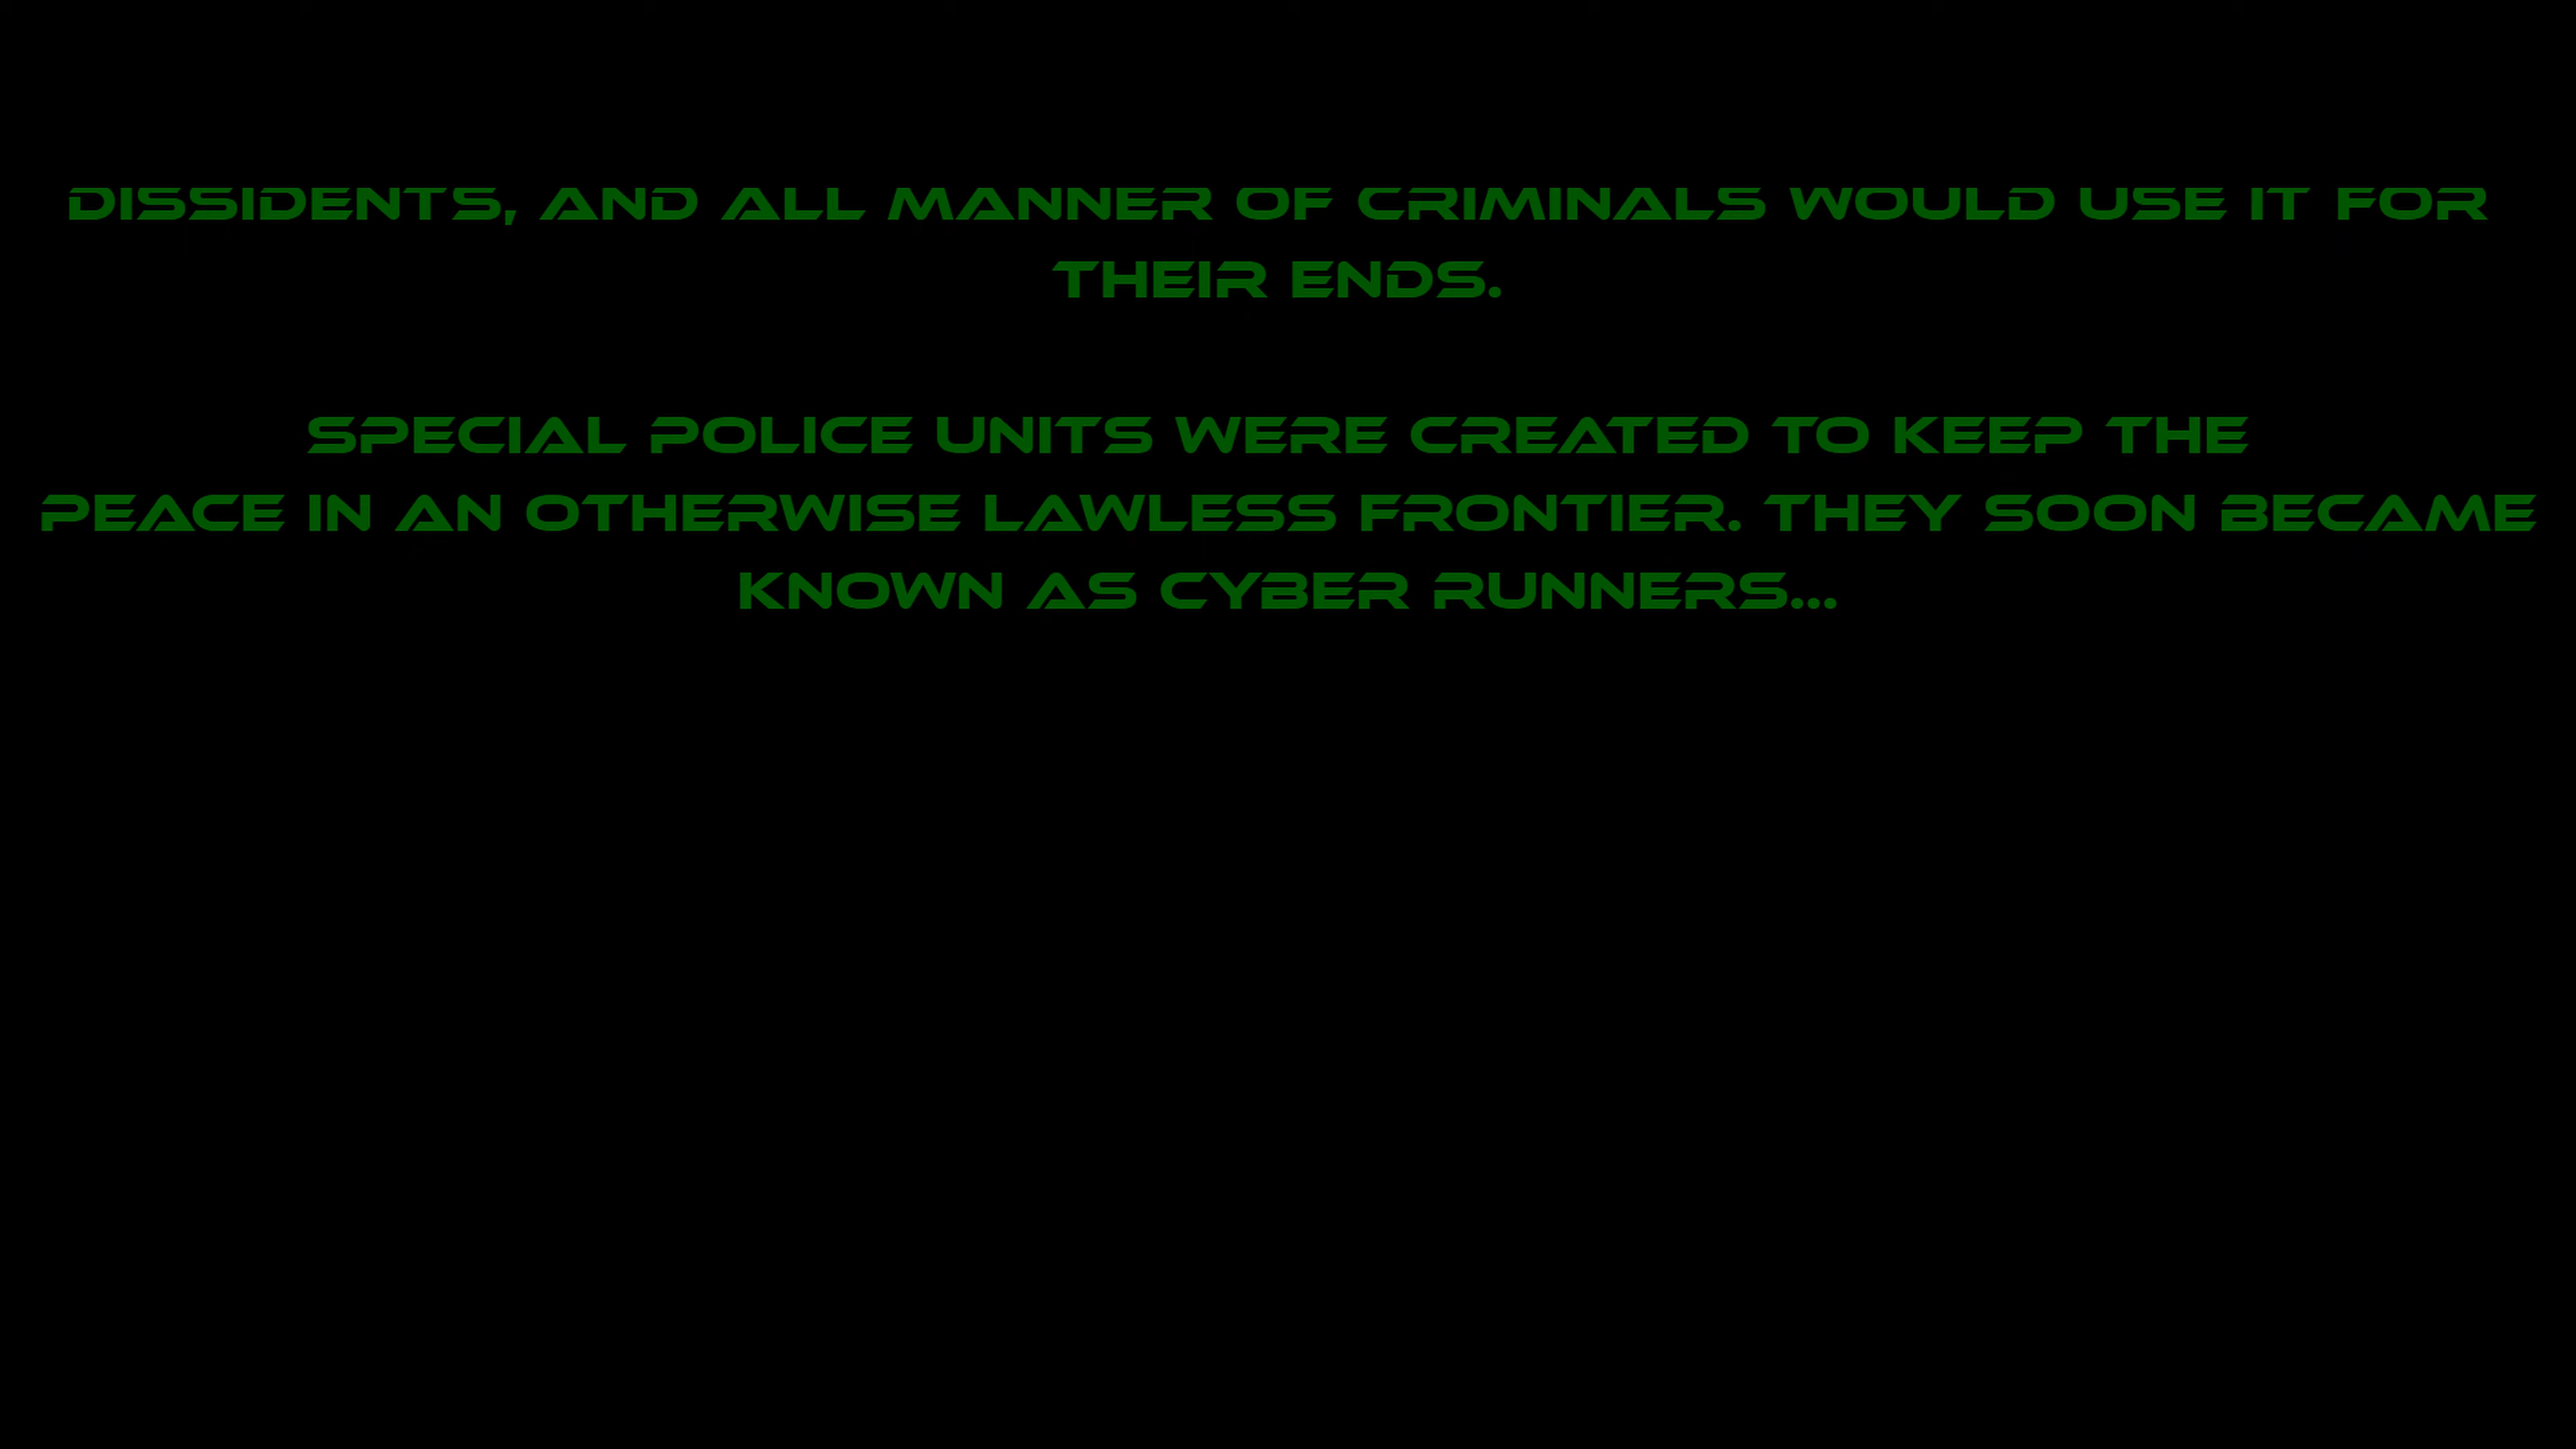 DISSIDENTS, AND ALL MANNER OF CRIMINALS WOULD USE IT FOR
THEIR ENDS.
SPECIAL POLICE UNITS WERE CREATED TO KEEP THE
PEACE IN AN OTHERWISE LAWLESS FRONTIER. THEY SOON BECAME
KNOWN AS CYBER RUNNERS...